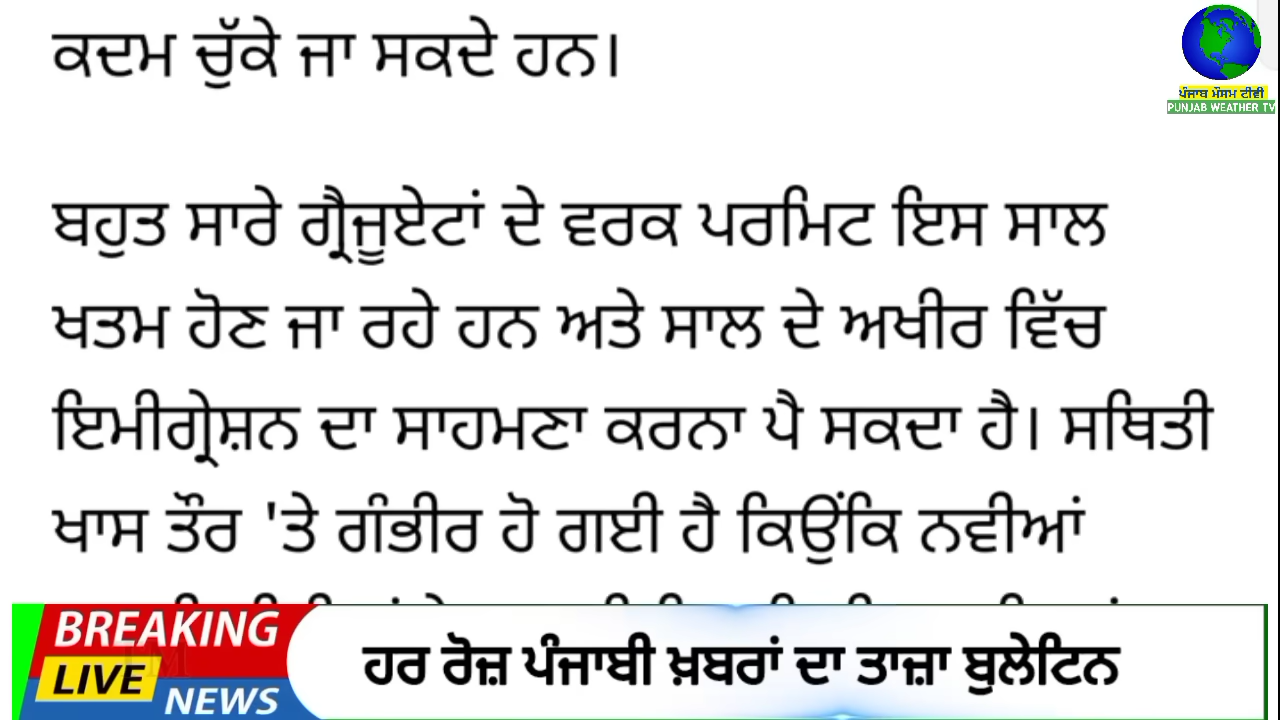 ਕਦਮ ਚੁੱਕੇ ਜਾ ਸਕਦੇ ਹਨ।
ਪੰਜਾਬ ਮੌਸਮ ਟੀਵੀ
PUNJAB WEATHER TV
ਬਹੁਤ ਸਾਰੇ ਗ੍ਰੈਜੂਏਟਾਂ ਦੇ ਵਰਕ ਪਰਮਿਟ ਇਸ ਸਾਲ
ਖਤਮ ਹੋਣ ਜਾ ਰਹੇ ਹਨ ਅਤੇ ਸਾਲ ਦੇ ਅਖੀਰ ਵਿੱਚ
ਇਮੀਗ੍ਰੇਸ਼ਨ ਦਾ ਸਾਹਮਣਾ ਕਰਨਾ ਪੈ ਸਕਦਾ ਹੈ। ਸਥਿਤੀ
ਖਾਸ ਤੌਰ 'ਤੇ ਗੰਭੀਰ ਹੋ ਗਈ ਹੈ ਕਿਉਂਕਿ ਨਵੀਆਂ
BREAKING
LIVE
NEWS
ਹਰ ਰੋਜ਼ ਪੰਜਾਬੀ ਖ਼ਬਰਾਂ ਦਾ ਤਾਜ਼ਾ ਬੁਲੇਟਿਨ